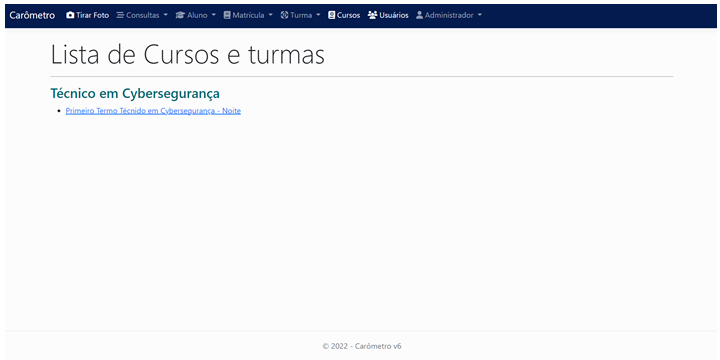 Carômetro Tirar Foto Consultas Aluno Matrícula Turma Cursos Usuários Administrador
Lista de Cursos e turmas
Técnico em Cybersegurança
Primeiro Termo Técnido em Cybersegurança - Noite
© 2022 - Carômetro v6